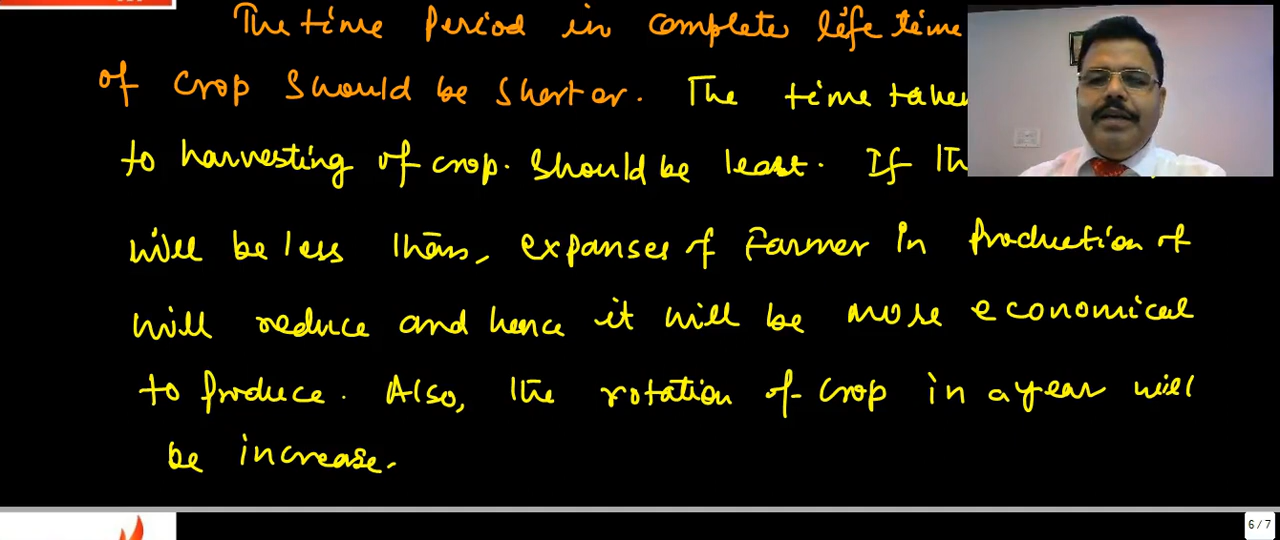 The time Period in complete life time
of crop should be shorter. The time taken
to harvesting of crop. should be least. If
will be less then, expanses of Farmer in production of
will reduce and hence it will be more economical
to produce. Also, the rotation of crop in a year will
be increase.
6 / 7